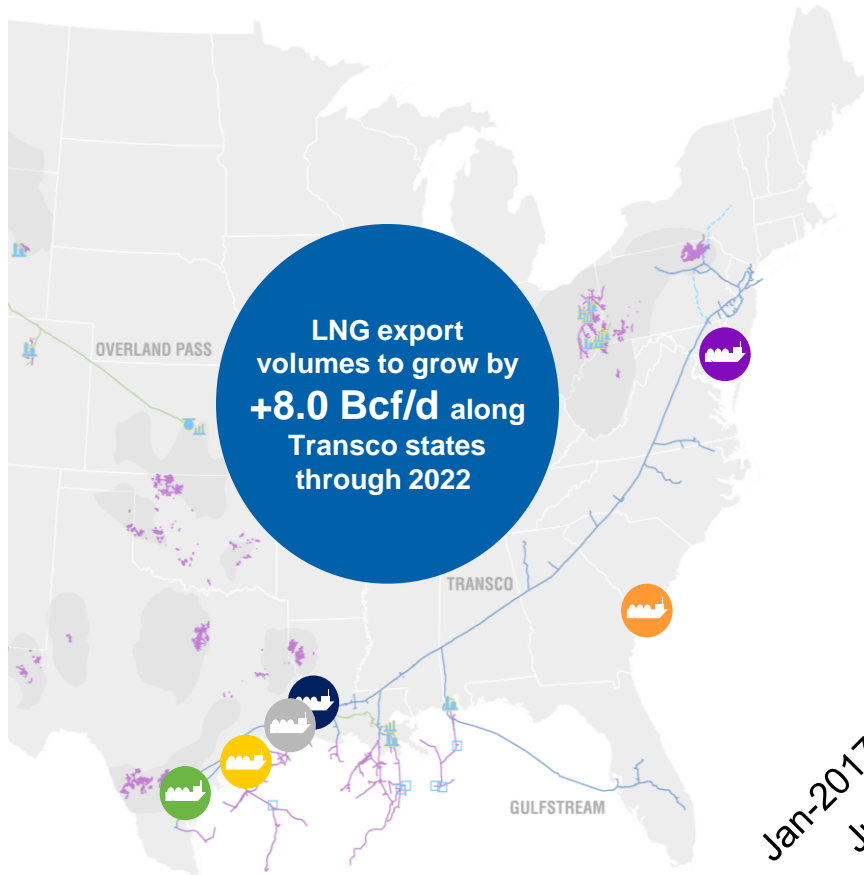 OVERLAND PASS
LNG export
volumes to grow by
+8.0 Bcf/d along
Transco states
through 2022
TRANSCO
GULFSTREAM
Jan-2017